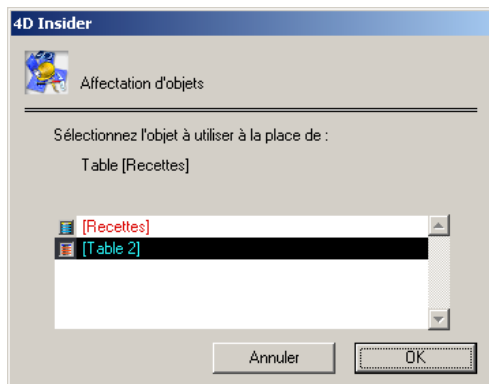 4D Insider
Affectation d'objets
Sélectionnez l'objet à utiliser à la place de :
Table [Recettes]
[Recettes]
[Table 2]
Annuler
OK